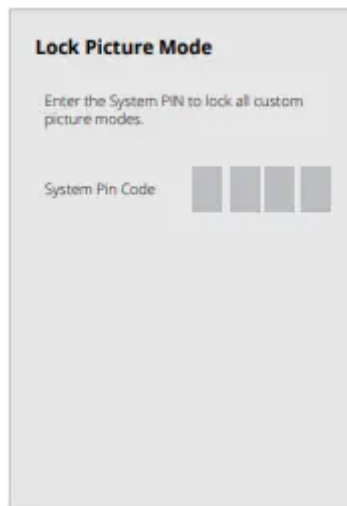 Lock Picture Mode
Enter the System PIN to lock all custom
picture modes.
System Pin Code